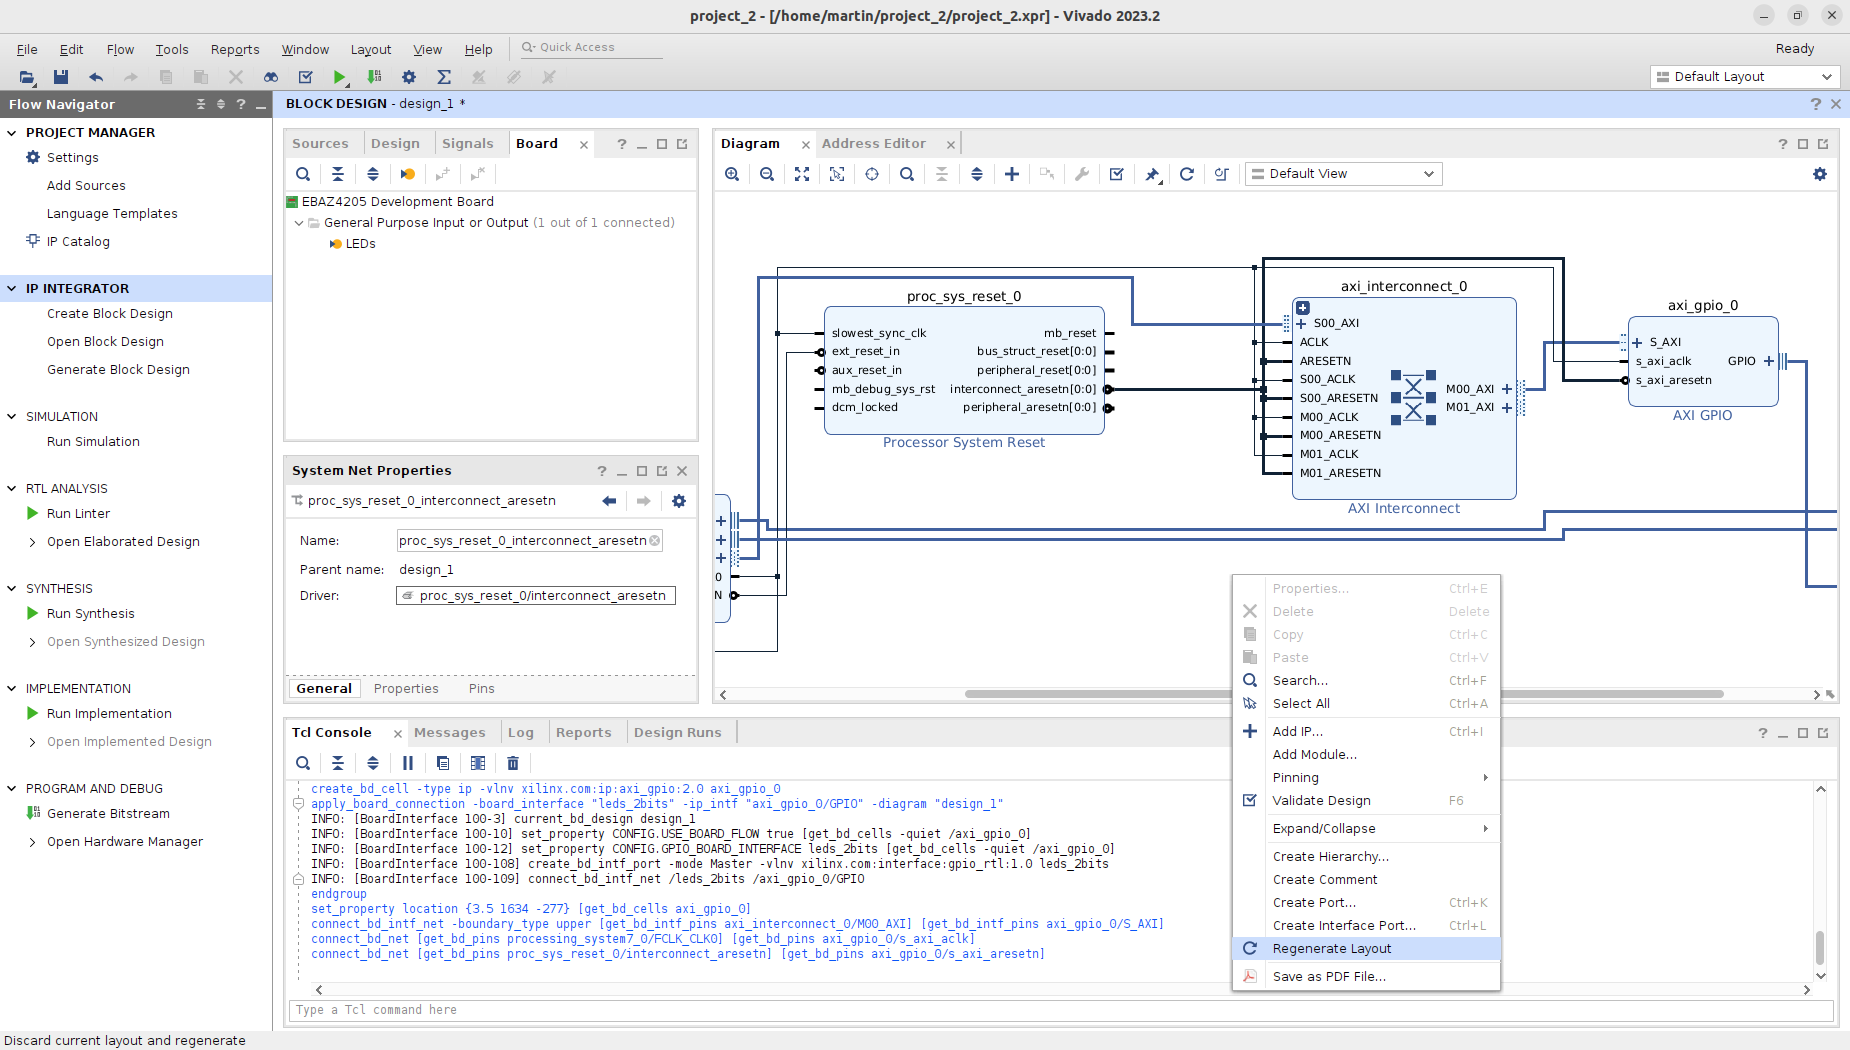 project_2 - [/home/martin/project_2/project_2.xpr] - Vivado 2023.2
File Edit Flow Tools Reports Window Layout View Help Quick Access Ready
Default Layout
Flow Navigator
PROJECT MANAGER
Settings
Add Sources
Language Templates
IP Catalog
IP INTEGRATOR
Create Block Design
Open Block Design
Generate Block Design
SIMULATION
Run Simulation
RTL ANALYSIS
Run Linter
Open Elaborated Design
SYNTHESIS
Run Synthesis
Open Synthesized Design
IMPLEMENTATION
Run Implementation
Open Implemented Design
PROGRAM AND DEBUG
Generate Bitstream
Open Hardware Manager
BLOCK DESIGN - design_1 *
Sources Design Signals Board
EBAZ4205 Development Board
General Purpose Input or Output (1 out of 1 connected)
LEDs
System Net Properties
proc_sys_reset_0_interconnect_aresetn
Name: proc_sys_reset_0_interconnect_aresetn
Parent name: design_1
Driver: proc_sys_reset_0/interconnect_aresetn
General Properties Pins
Diagram Address Editor
Default View
proc_sys_reset_0
slowest_sync_clk mb_reset
ext_reset_in bus_struct_reset[0:0]
aux_reset_in peripheral_reset[0:0]
mb_debug_sys_rst interconnect_aresetn[0:0]
dcm_locked peripheral_aresetn[0:0]
Processor System Reset
0
N
axi_interconnect_0
S00_AXI
ACLK
ARESETN
S00_ACLK
S00_ARESETN
M00_ACLK
M00_ARESETN
M01_ACLK
M01_ARESETN
M00_AXI
M01_AXI
AXI Interconnect
axi_gpio_0
S_AXI
s_axi_aclk GPIO
s_axi_aresetn
AXI GPIO
Properties... Ctrl+E
Delete Delete
Copy Ctrl+C
Paste Ctrl+V
Search... Ctrl+F
Select All Ctrl+A
Add IP... Ctrl+I
Add Module...
Pinning
Validate Design F6
Expand/Collapse
Create Hierarchy...
Create Comment
Create Port... Ctrl+K
Create Interface Port... Ctrl+L
Regenerate Layout
Save as PDF File...
Tcl Console Messages Log Reports Design Runs
create_bd_cell -type ip -vlnv xilinx.com:ip:axi_gpio:2.0 axi_gpio_0
apply_board_connection -board_interface "leds_2bits" -ip_intf "axi_gpio_0/GPIO" -diagram "design_1"
INFO: [BoardInterface 100-3] current_bd_design design_1
INFO: [BoardInterface 100-10] set_property CONFIG.USE_BOARD_FLOW true [get_bd_cells -quiet /axi_gpio_0]
INFO: [BoardInterface 100-12] set_property CONFIG.GPIO_BOARD_INTERFACE leds_2bits [get_bd_cells -quiet /axi_gpio_0]
INFO: [BoardInterface 100-108] create_bd_intf_port -mode Master -vlnv xilinx.com:interface:gpio_rtl:1.0 leds_2bits
INFO: [BoardInterface 100-109] connect_bd_intf_net /leds_2bits /axi_gpio_0/GPIO
endgroup
set_property location {3.5 1634 -277} [get_bd_cells axi_gpio_0]
connect_bd_intf_net -boundary_type upper [get_bd_intf_pins axi_interconnect_0/M00_AXI] [get_bd_intf_pins axi_gpio_0/S_AXI]
connect_bd_net [get_bd_pins processing_system7_0/FCLK_CLK0] [get_bd_pins axi_gpio_0/s_axi_aclk]
connect_bd_net [get_bd_pins proc_sys_reset_0/interconnect_aresetn] [get_bd_pins axi_gpio_0/s_axi_aresetn]
Type a Tcl command here
Discard current layout and regenerate